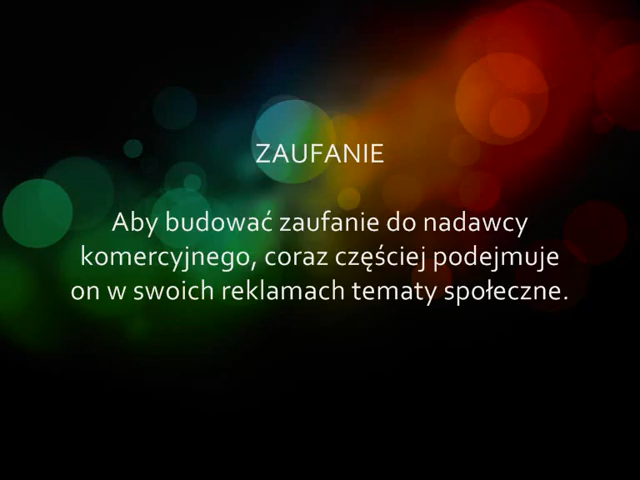 ZAUFANIE
Aby budować zaufanie do nadawcy
komercyjnego, coraz częściej podejmuje
on w swoich reklamach tematy społeczne.